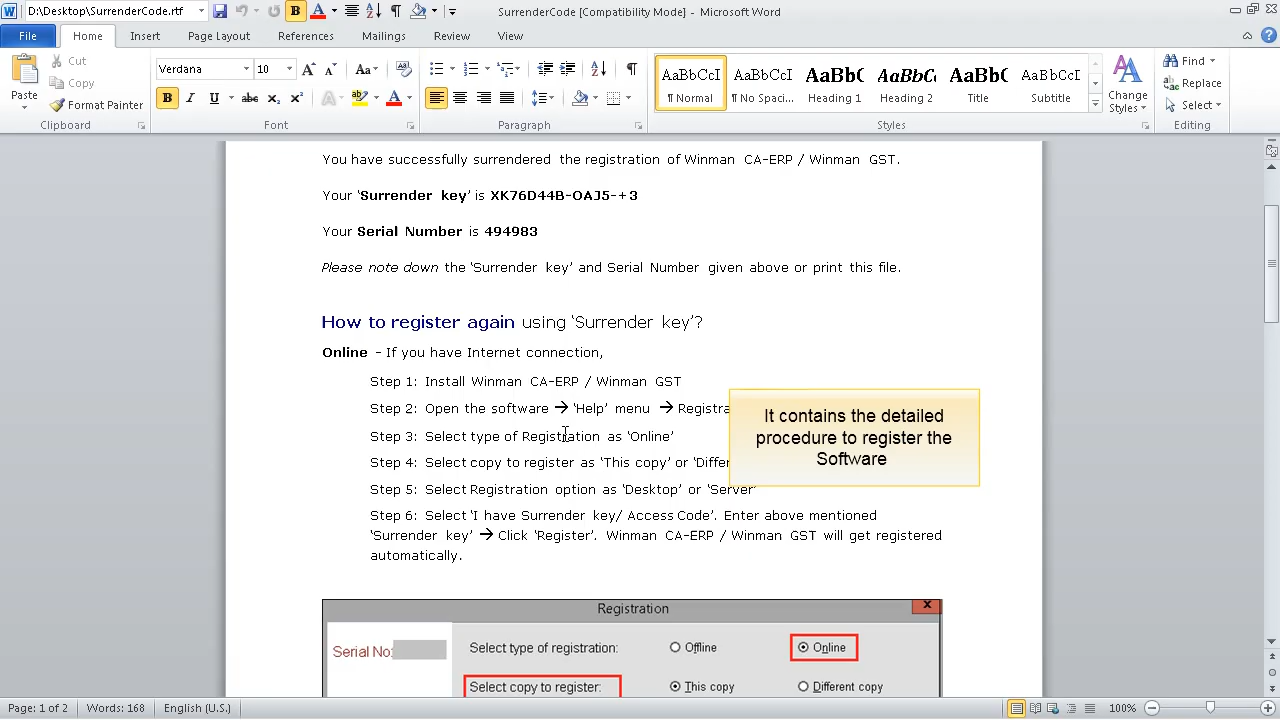 D:\Desktop\SurrenderCode.rtf
SurrenderCode [Compatibility Mode] - Microsoft Word
File Home Insert Page Layout References Mailings Review View
Paste
Cut
Copy
Format Painter
Clipboard
Verdana 10
Font
Paragraph
AaBbCcI AaBbCcI AaBbC AaBbCc AaBbC AaBbCcI
¶ Normal ¶ No Spaci... Heading 1 Heading 2 Title Subtitle
Change Styles
Styles
Find
Replace
Select
Editing
You have successfully surrendered the registration of Winman CA-ERP / Winman GST.
Your ‘Surrender key’ is XK76D44B-OAJ5-+3
Your Serial Number is 494983
Please note down the ‘Surrender key’ and Serial Number given above or print this file.
How to register again using ‘Surrender key’?
Online - If you have Internet connection,
Step 1: Install Winman CA-ERP / Winman GST
Step 2: Open the software → ‘Help’ menu → Registra
Step 3: Select type of Registration as ‘Online’
Step 4: Select copy to register as ‘This copy’ or ‘Differ
Step 5: Select Registration option as ‘Desktop’ or ‘Server’
Step 6: Select ‘I have Surrender key/ Access Code’. Enter above mentioned
‘Surrender key’ → Click ‘Register’. Winman CA-ERP / Winman GST will get registered
automatically.
It contains the detailed
procedure to register the
Software
Registration
Serial No:
Select type of registration: Offline Online
Select copy to register: This copy Different copy
Page: 1 of 2 Words: 168 English (U.S.) 100%